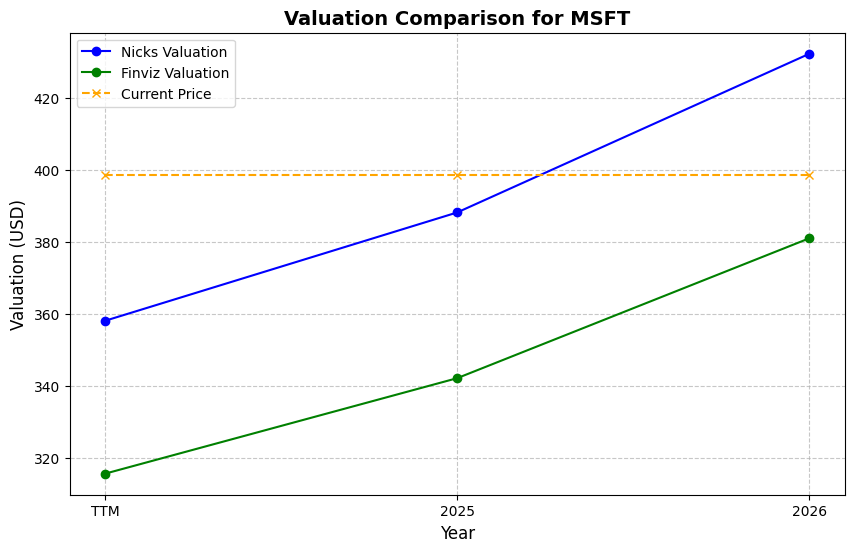 Valuation Comparison for MSFT
Nicks Valuation
Finviz Valuation
Current Price
Valuation (USD)
420
400
380
360
340
320
TTM
2025
2026
Year